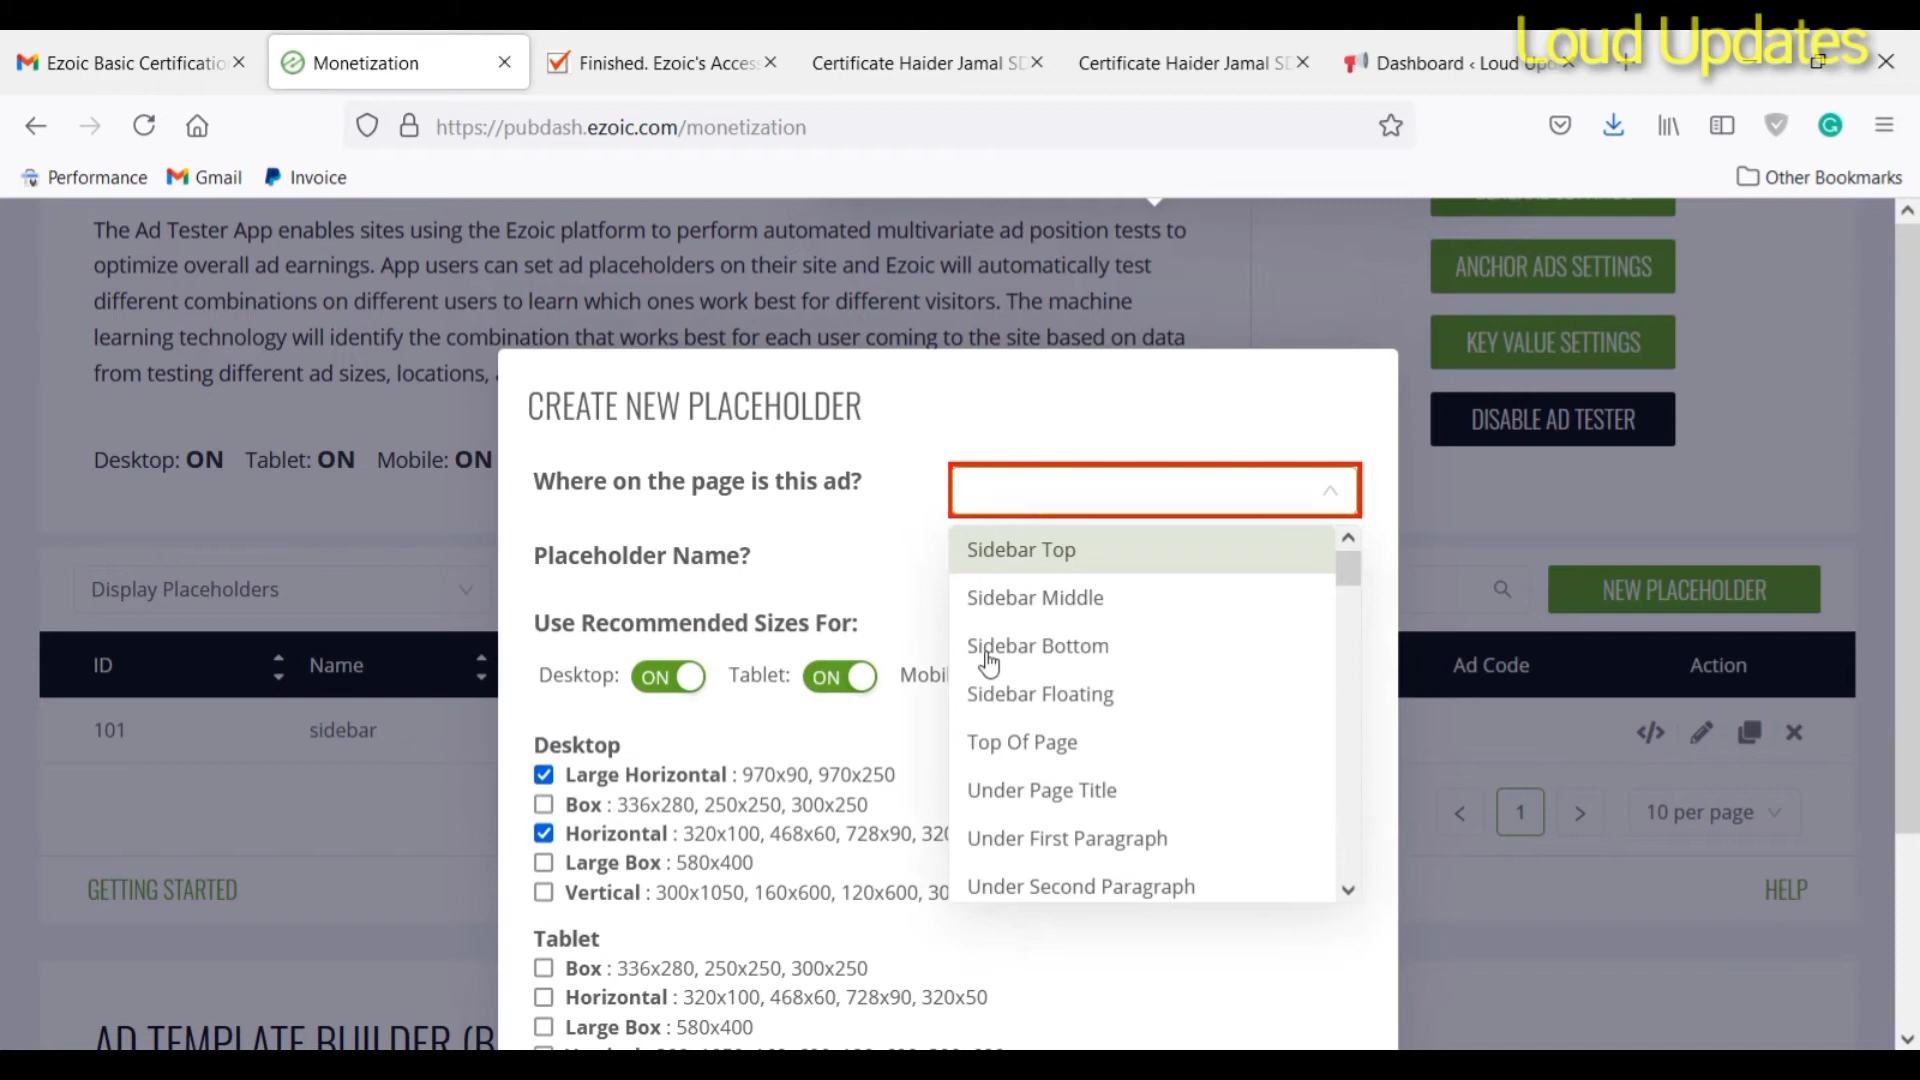 Loud Updates
Ezoic Basic Certificatio
Monetization
Finished. Ezoic's Acces
Certificate Haider Jamal SD
Certificate Haider Jamal SD
Dashboard ‹ Loud Up
https://pubdash.ezoic.com/monetization
Performance
Gmail
Invoice
Other Bookmarks
The Ad Tester App enables sites using the Ezoic platform to perform automated multivariate ad position tests to
optimize overall ad earnings. App users can set ad placeholders on their site and Ezoic will automatically test
different combinations on different users to learn which ones work best for different visitors. The machine
learning technology will identify the combination that works best for each user coming to the site based on data
from testing different ad sizes, locations,
ANCHOR ADS SETTINGS
KEY VALUE SETTINGS
DISABLE AD TESTER
Desktop: ON Tablet: ON Mobile: ON
CREATE NEW PLACEHOLDER
Where on the page is this ad?
Placeholder Name?
Use Recommended Sizes For:
Desktop: ON Tablet: ON Mobil
Sidebar Top
Sidebar Middle
Sidebar Bottom
Sidebar Floating
Top Of Page
Under Page Title
Under First Paragraph
Under Second Paragraph
Desktop
Large Horizontal : 970x90, 970x250
Box : 336x280, 250x250, 300x250
Horizontal : 320x100, 468x60, 728x90, 320
Large Box : 580x400
Vertical : 300x1050, 160x600, 120x600, 30
Tablet
Box : 336x280, 250x250, 300x250
Horizontal : 320x100, 468x60, 728x90, 320x50
Large Box : 580x400
Display Placeholders
NEW PLACEHOLDER
ID Name Ad Code Action
101 sidebar
1
10 per page
GETTING STARTED
HELP
AD TEMPLATE BUILDER (B